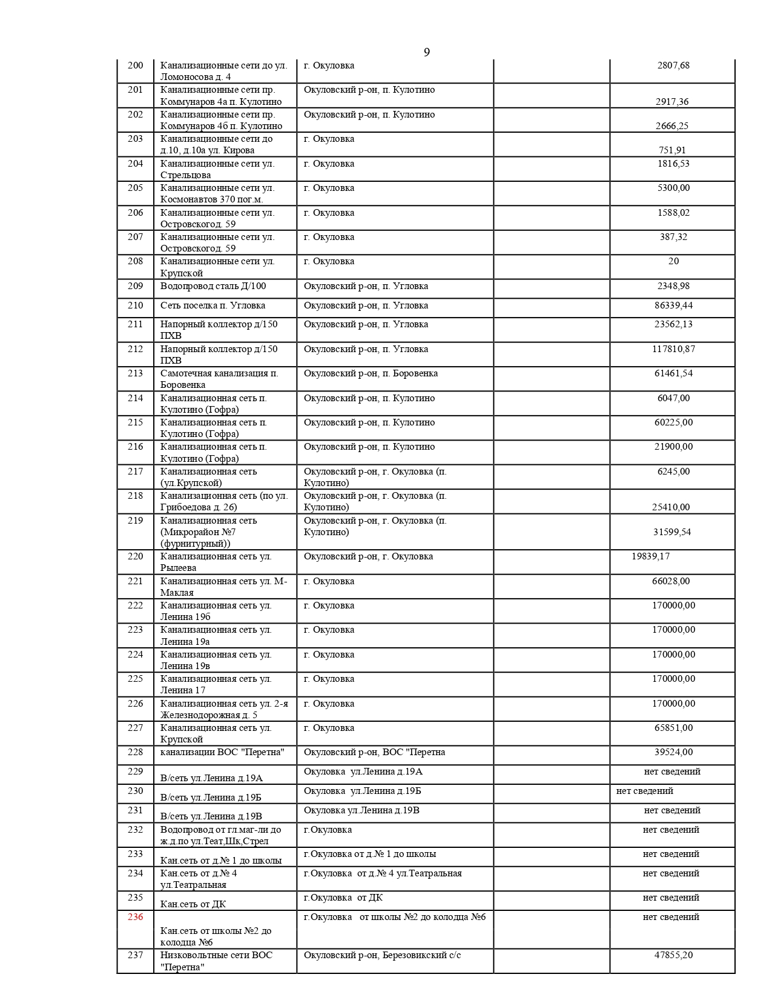 9
200 Канализационные сети до ул. г. Окуловка 2807,68
Ломоносова д. 4
201 Канализационные сети пр. Окуловский р-он, п. Кулотино
Коммунаров 4а п. Кулотино 2917,36
202 Канализационные сети пр. Окуловский р-он, п. Кулотино
Коммунаров 4б п. Кулотино 2666,25
203 Канализационные сети до г. Окуловка
д.10, д.10а ул. Кирова 751,91
204 Канализационные сети ул. г. Окуловка 1816,53
Стрельцова
205 Канализационные сети ул. г. Окуловка 5300,00
Космонавтов 370 пог.м.
206 Канализационные сети ул. г. Окуловка 1588,02
Островскогод. 59
207 Канализационные сети ул. г. Окуловка 387,32
Островскогод. 59
208 Канализационные сети ул. г. Окуловка 20
Крупской
209 Водопровод сталь Д/100 Окуловский р-он, п. Угловка 2348,98
210 Сеть поселка п. Угловка Окуловский р-он, п. Угловка 86339,44
211 Напорный коллектор д/150 Окуловский р-он, п. Угловка 23562,13
ПХВ
212 Напорный коллектор д/150 Окуловский р-он, п. Угловка 117810,87
ПХВ
213 Самотечная канализация п. Окуловский р-он, п. Боровенка 61461,54
Боровенка
214 Канализационная сеть п. Окуловский р-он, п. Кулотино 6047,00
Кулотино (Гофра)
215 Канализационная сеть п. Окуловский р-он, п. Кулотино 60225,00
Кулотино (Гофра)
216 Канализационная сеть п. Окуловский р-он, п. Кулотино 21900,00
Кулотино (Гофра)
217 Канализационная сеть Окуловский р-он, г. Окуловка (п. 6245,00
(ул.Крупской) Кулотино)
218 Канализационная сеть (по ул. Окуловский р-он, г. Окуловка (п.
Грибоедова д. 26) Кулотино) 25410,00
219 Канализационная сеть Окуловский р-он, г. Окуловка (п.
(Микрорайон №7 Кулотино) 31599,54
(фурнитурный))
220 Канализационная сеть ул. Окуловский р-он, г. Окуловка 19839,17
Рылеева
221 Канализационная сеть ул. М- г. Окуловка 66028,00
Маклая
222 Канализационная сеть ул. г. Окуловка 170000,00
Ленина 19б
223 Канализационная сеть ул. г. Окуловка 170000,00
Ленина 19а
224 Канализационная сеть ул. г. Окуловка 170000,00
Ленина 19в
225 Канализационная сеть ул. г. Окуловка 170000,00
Ленина 17
226 Канализационная сеть ул. 2-я г. Окуловка 170000,00
Железнодорожная д. 5
227 Канализационная сеть ул. г. Окуловка 65851,00
Крупской
228 канализации ВОС "Перетна" Окуловский р-он, ВОС "Перетна 39524,00
229 В/сеть ул.Ленина д.19А Окуловка ул.Ленина д.19А нет сведений
230 В/сеть ул.Ленина д.19Б Окуловка ул.Ленина д.19Б нет сведений
231 В/сеть ул.Ленина д.19В Окуловка ул.Ленина д.19В нет сведений
232 Водопровод от гл.маг-ли до г.Окуловка нет сведений
ж.д.по ул.Теат,Шк,Стрел
233 Кан.сеть от д.№ 1 до школы г.Окуловка от д.№ 1 до школы нет сведений
234 Кан.сеть от д.№ 4 г.Окуловка от д.№ 4 ул.Театральная нет сведений
ул.Театральная
235 Кан.сеть от ДК г.Окуловка от ДК нет сведений
236 г.Окуловка от школы №2 до колодца №6 нет сведений
Кан.сеть от школы №2 до
колодца №6
237 Низковольтные сети ВОС Окуловский р-он, Березовикский с/с 47855,20
"Перетна"